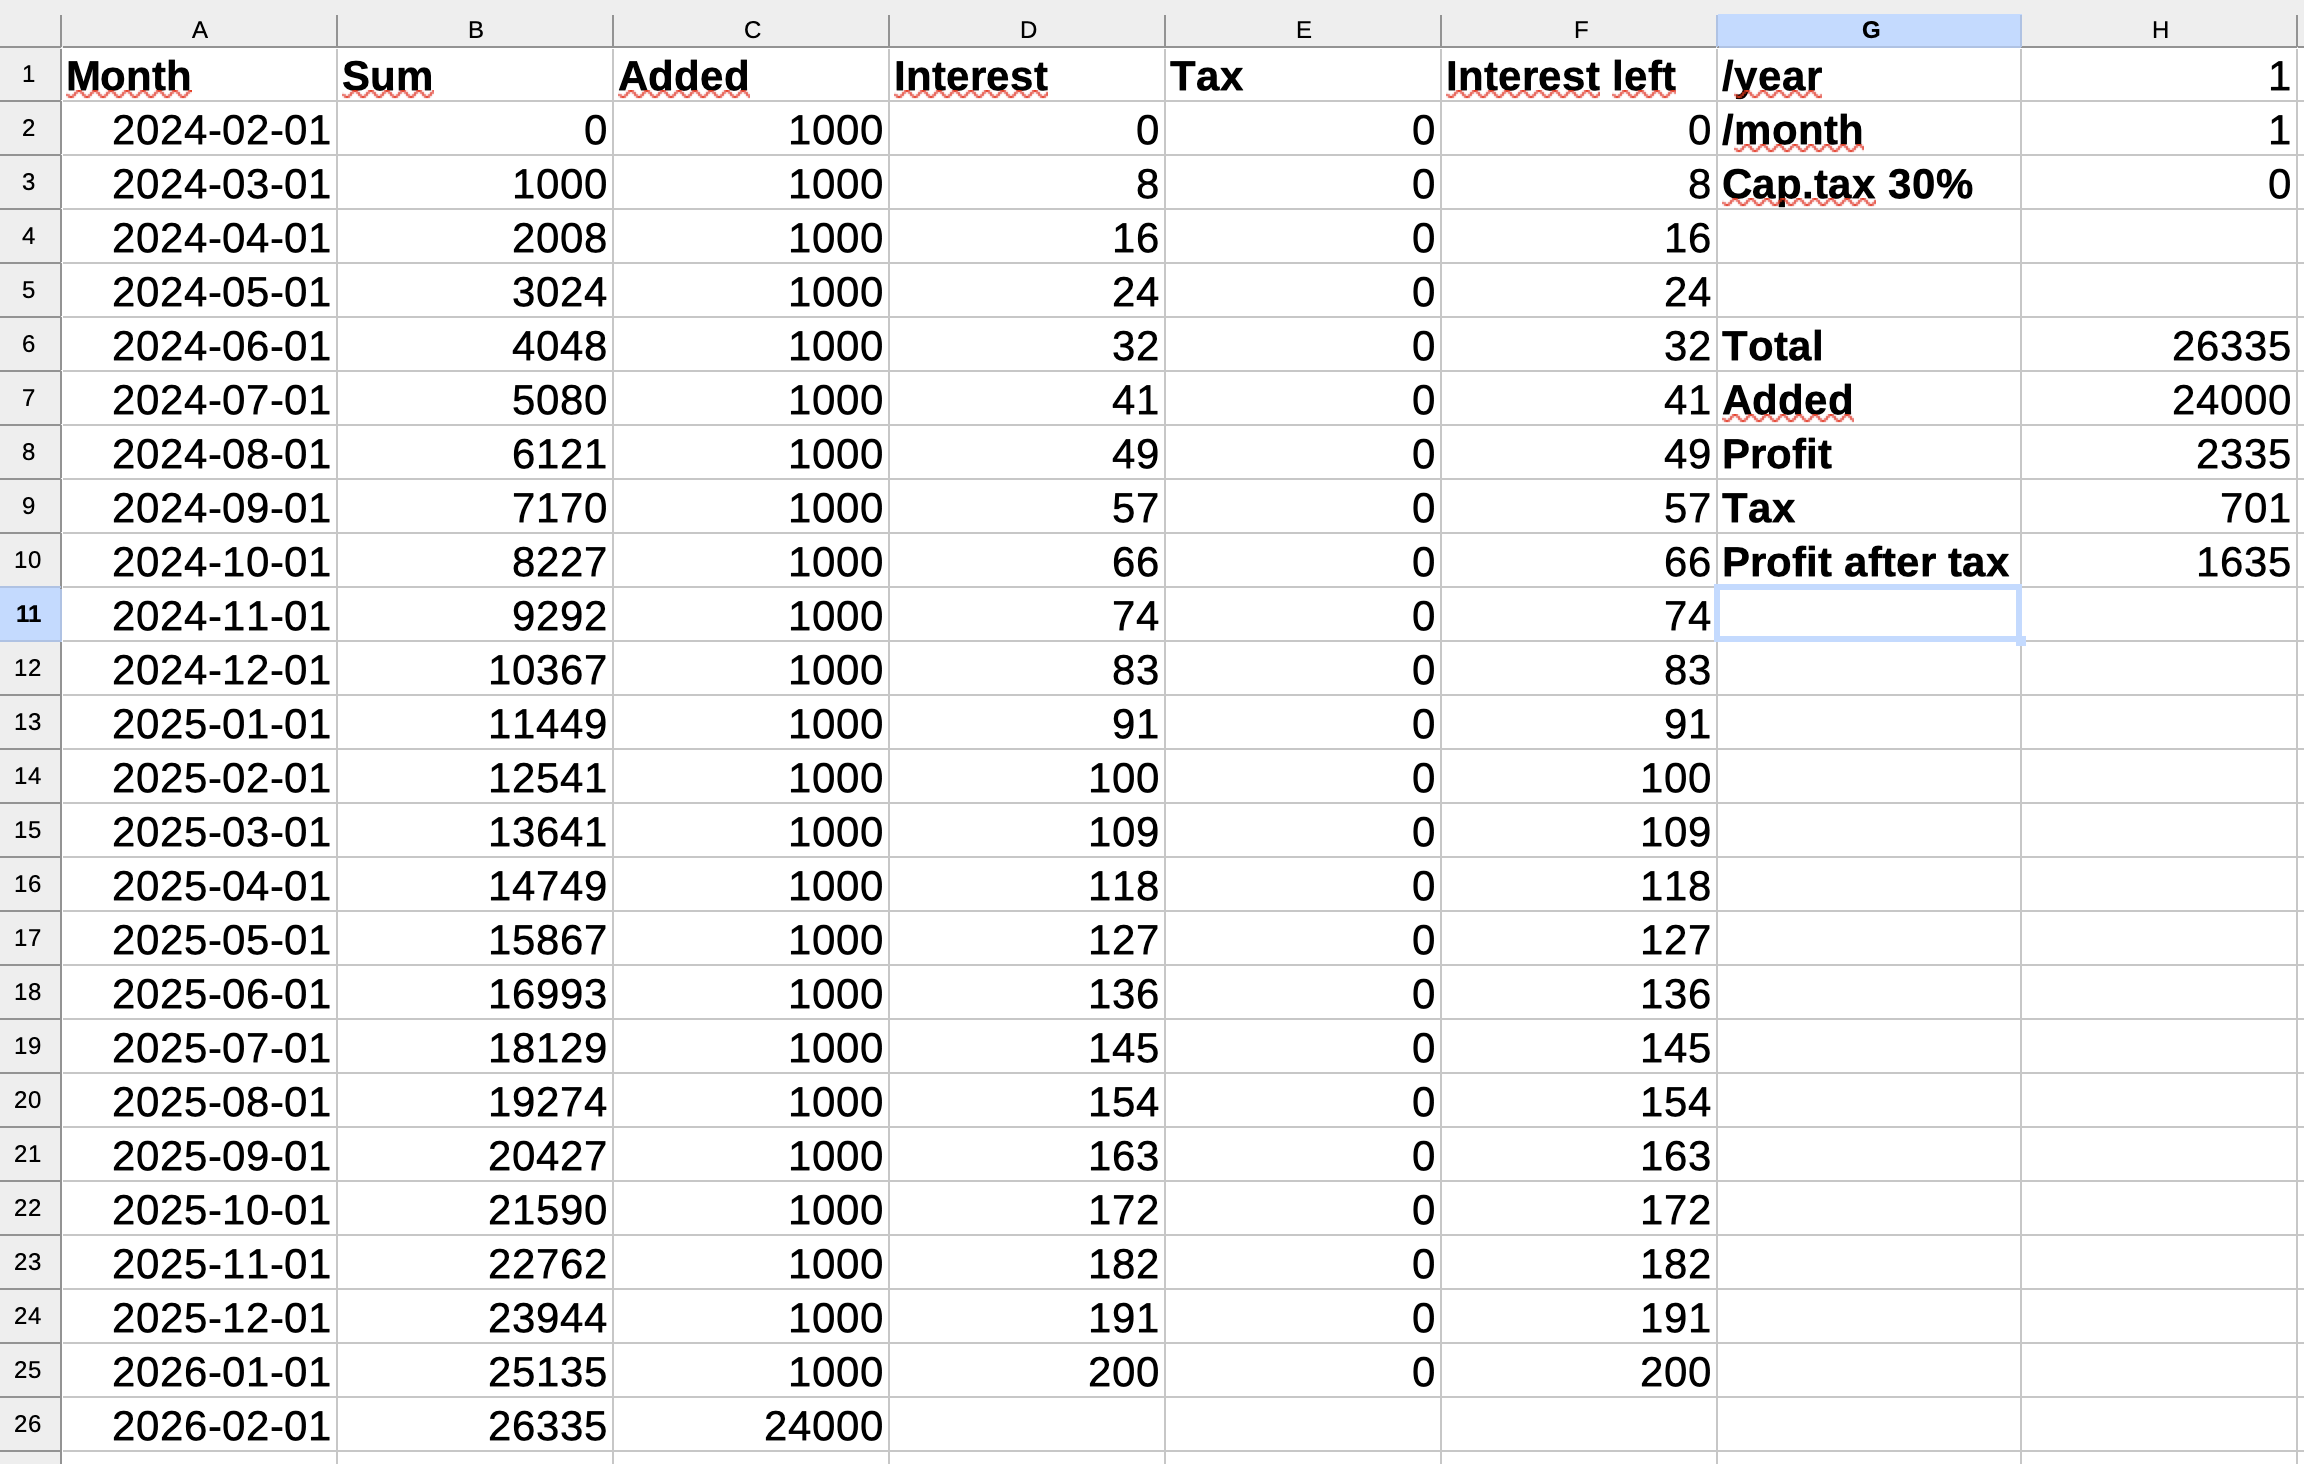 A B C D E F G H
1 Month Sum Added Interest Tax Interest left /year 1
2 2024-02-01 0 1000 0 0 0 /month 1
3 2024-03-01 1000 1000 8 0 8 Cap.tax 30% 0
4 2024-04-01 2008 1000 16 0 16
5 2024-05-01 3024 1000 24 0 24
6 2024-06-01 4048 1000 32 0 32 Total 26335
7 2024-07-01 5080 1000 41 0 41 Added 24000
8 2024-08-01 6121 1000 49 0 49 Profit 2335
9 2024-09-01 7170 1000 57 0 57 Tax 701
10 2024-10-01 8227 1000 66 0 66 Profit after tax 1635
11 2024-11-01 9292 1000 74 0 74
12 2024-12-01 10367 1000 83 0 83
13 2025-01-01 11449 1000 91 0 91
14 2025-02-01 12541 1000 100 0 100
15 2025-03-01 13641 1000 109 0 109
16 2025-04-01 14749 1000 118 0 118
17 2025-05-01 15867 1000 127 0 127
18 2025-06-01 16993 1000 136 0 136
19 2025-07-01 18129 1000 145 0 145
20 2025-08-01 19274 1000 154 0 154
21 2025-09-01 20427 1000 163 0 163
22 2025-10-01 21590 1000 172 0 172
23 2025-11-01 22762 1000 182 0 182
24 2025-12-01 23944 1000 191 0 191
25 2026-01-01 25135 1000 200 0 200
26 2026-02-01 26335 24000